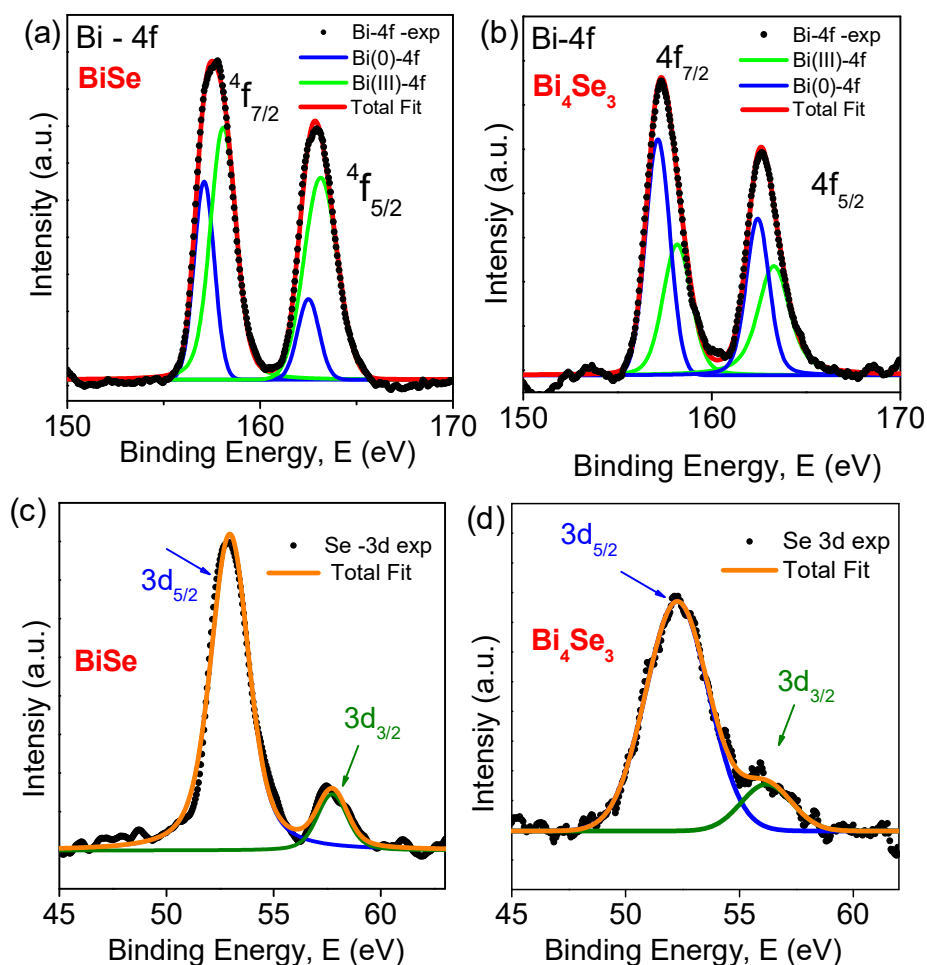 (a) Bi - 4f
BiSe
Bi-4f -exp
Bi(0)-4f
Bi(III)-4f
Total Fit
⁴f₇/₂
⁴f₅/₂
Intensiy (a.u.)
150 160 170
Binding Energy, E (eV)
(b) Bi-4f
Bi₄Se₃
Bi-4f -exp
Bi(III)-4f
Bi(0)-4f
Total Fit
4f₇/₂
4f₅/₂
Intensiy (a.u.)
150 160 170
Binding Energy, E (eV)
(c)
Se -3d exp
Total Fit
3d₅/₂
BiSe
3d₃/₂
Intensiy (a.u.)
45 50 55 60
Binding Energy, E (eV)
(d)
Se 3d exp
Total Fit
3d₅/₂
Bi₄Se₃
3d₃/₂
Intensiy (a.u.)
45 50 55 60
Binding Energy, E (eV)